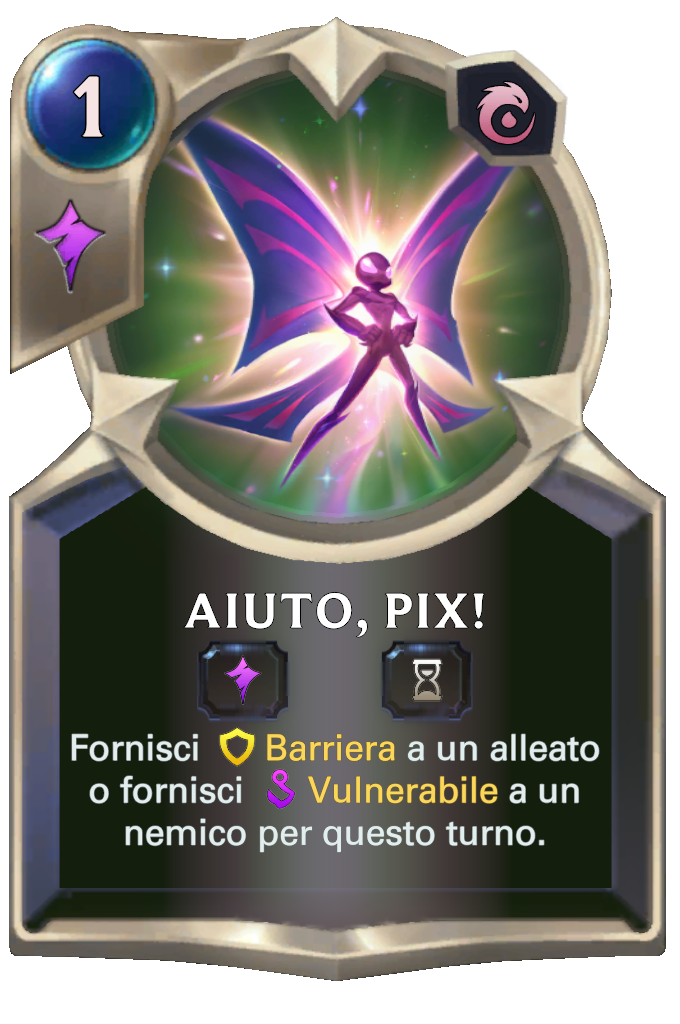 1
AIUTO, PIX!
Fornisci Barriera a un alleato
o fornisci Vulnerabile a un
nemico per questo turno.